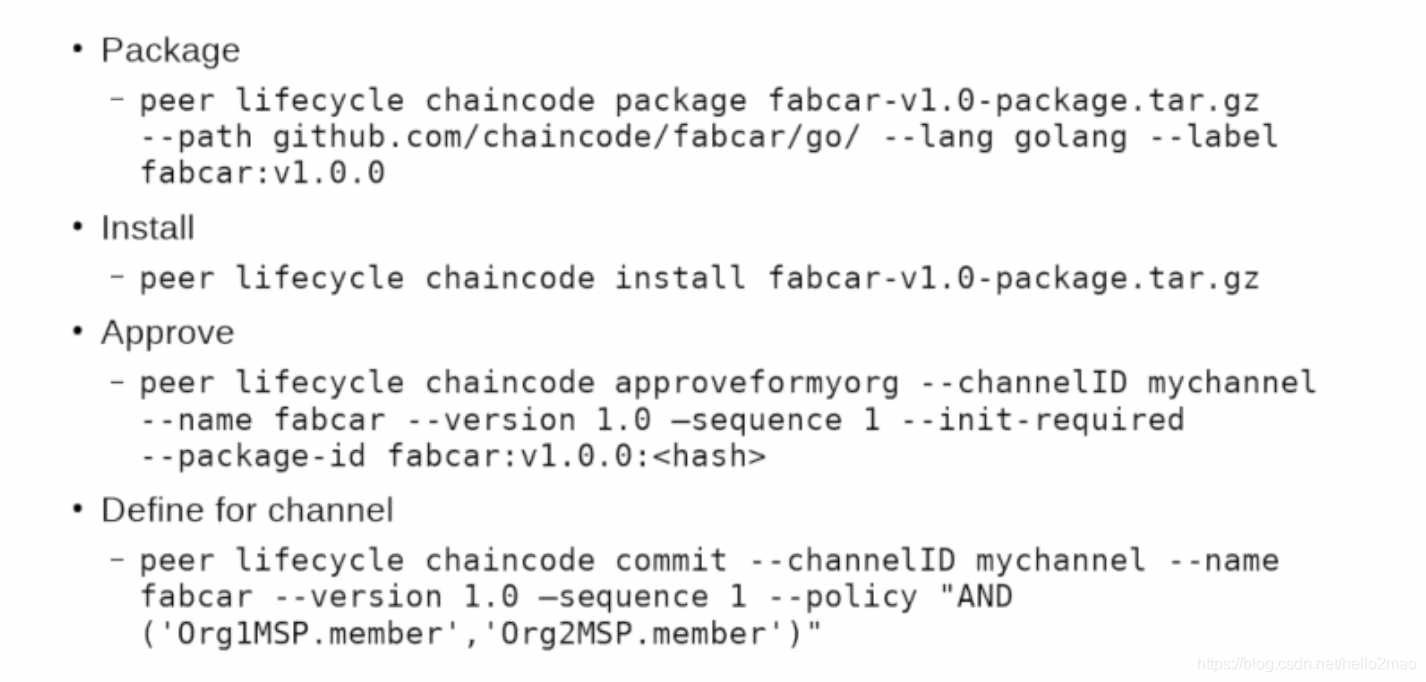 • Package
– peer lifecycle chaincode package fabcar-v1.0-package.tar.gz
--path github.com/chaincode/fabcar/go/ --lang golang --label
fabcar:v1.0.0
• Install
– peer lifecycle chaincode install fabcar-v1.0-package.tar.gz
• Approve
– peer lifecycle chaincode approveformyorg --channelID mychannel
--name fabcar --version 1.0 –sequence 1 --init-required
--package-id fabcar:v1.0.0:<hash>
• Define for channel
– peer lifecycle chaincode commit --channelID mychannel --name
fabcar --version 1.0 –sequence 1 --policy "AND
('Org1MSP.member','Org2MSP.member')"
https://blog.csdn.net/hello2mao